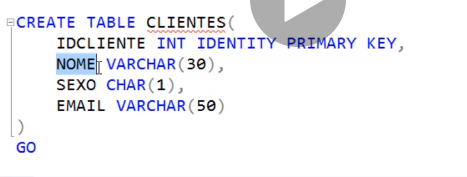 CREATE TABLE CLIENTES(
IDCLIENTE INT IDENTITY PRIMARY KEY,
NOME VARCHAR(30),
SEXO CHAR(1),
EMAIL VARCHAR(50)
)
GO